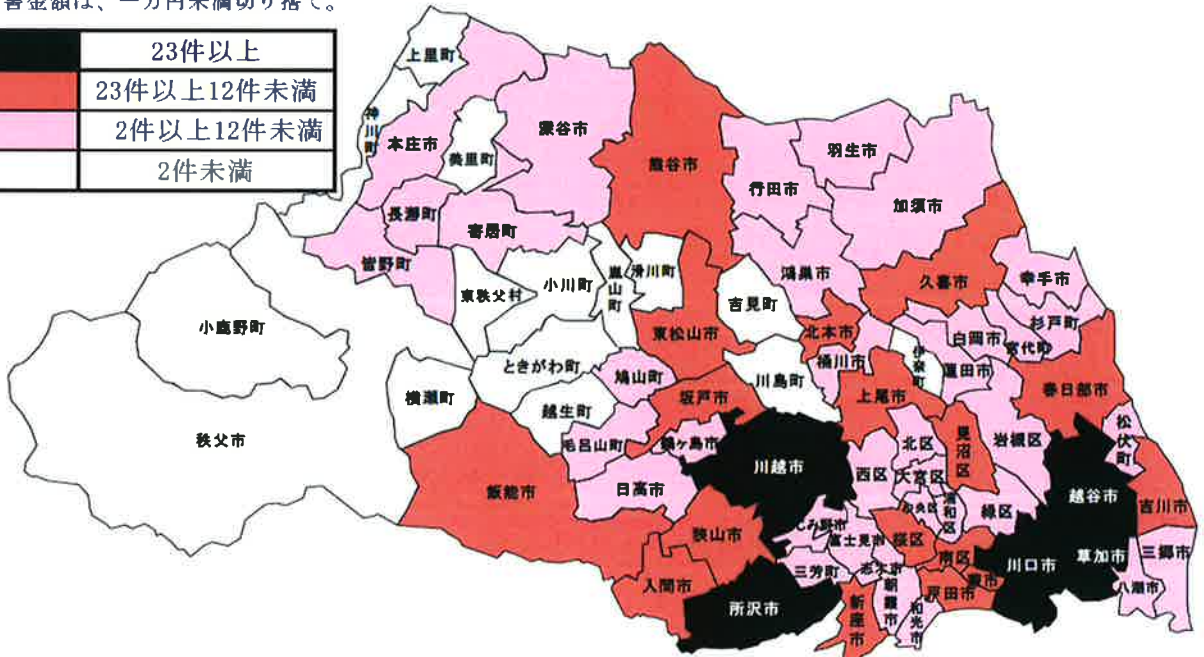 害金額は、一万円未満切り捨て。
23件以上
23件以上12件未満
2件以上12件未満
2件未満
上里町
神川町
本庄市
美里町
深谷市
熊谷市
行田市
羽生市
加須市
長瀞町
寄居町
皆野町
鴻巣市
久喜市
幸手市
小鹿野町
東秩父村
小川町
嵐山町
滑川町
吉見町
東松山市
北本市
桶川市
伊奈町
白岡市
杉戸町
宮代町
蓮田市
春日部市
ときがわ町
鳩山町
横瀬町
越生町
坂戸市
川島町
上尾市
秩父市
毛呂山町
鶴ヶ島市
川越市
西区
北区
見沼区
岩槻区
松伏町
大宮区
中央区
浦和区
緑区
越谷市
吉川市
飯能市
日高市
狭山市
ふじみ野市
富士見市
桜区
南区
川口市
草加市
三郷市
八潮市
入間市
所沢市
三芳町
志木市
朝霞市
新座市
和光市
戸田市
蕨市